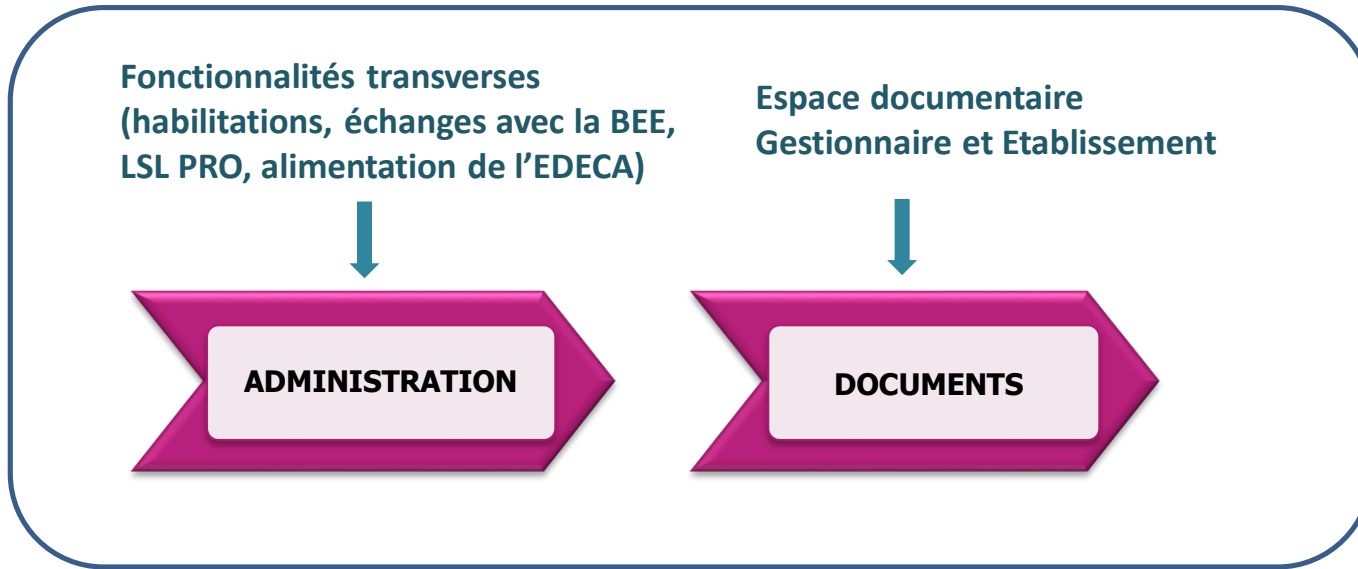 Fonctionnalités transverses
(habilitations, échanges avec la BEE,
LSL PRO, alimentation de l’EDECA)
Espace documentaire
Gestionnaire et Etablissement
ADMINISTRATION
DOCUMENTS